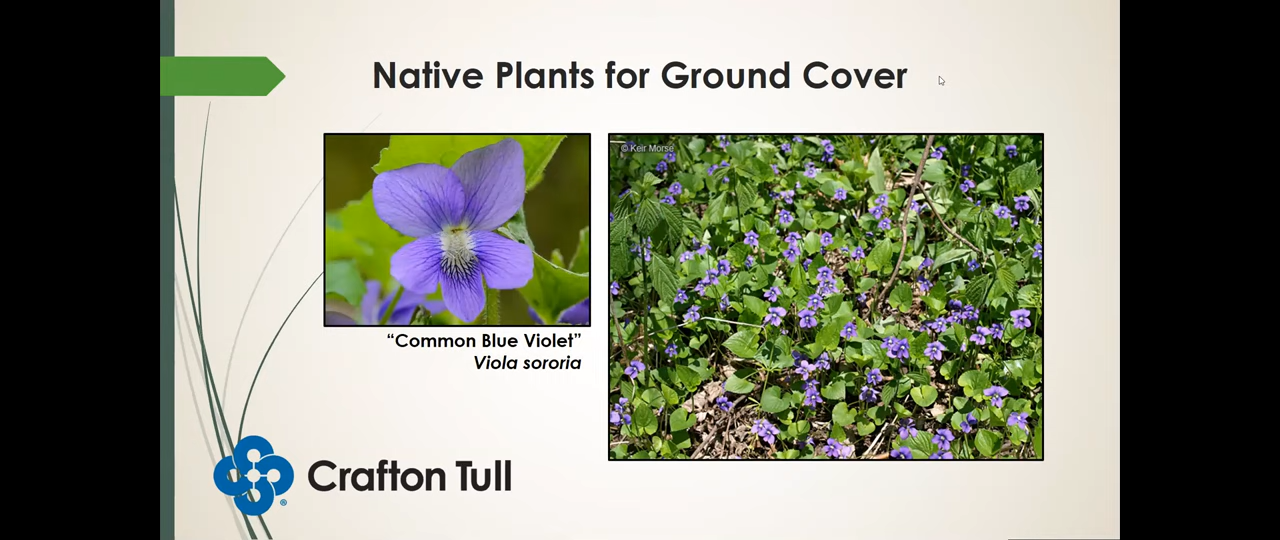 Native Plants for Ground Cover
© Keir Morse
“Common Blue Violet”
Viola sororia
Crafton Tull
®